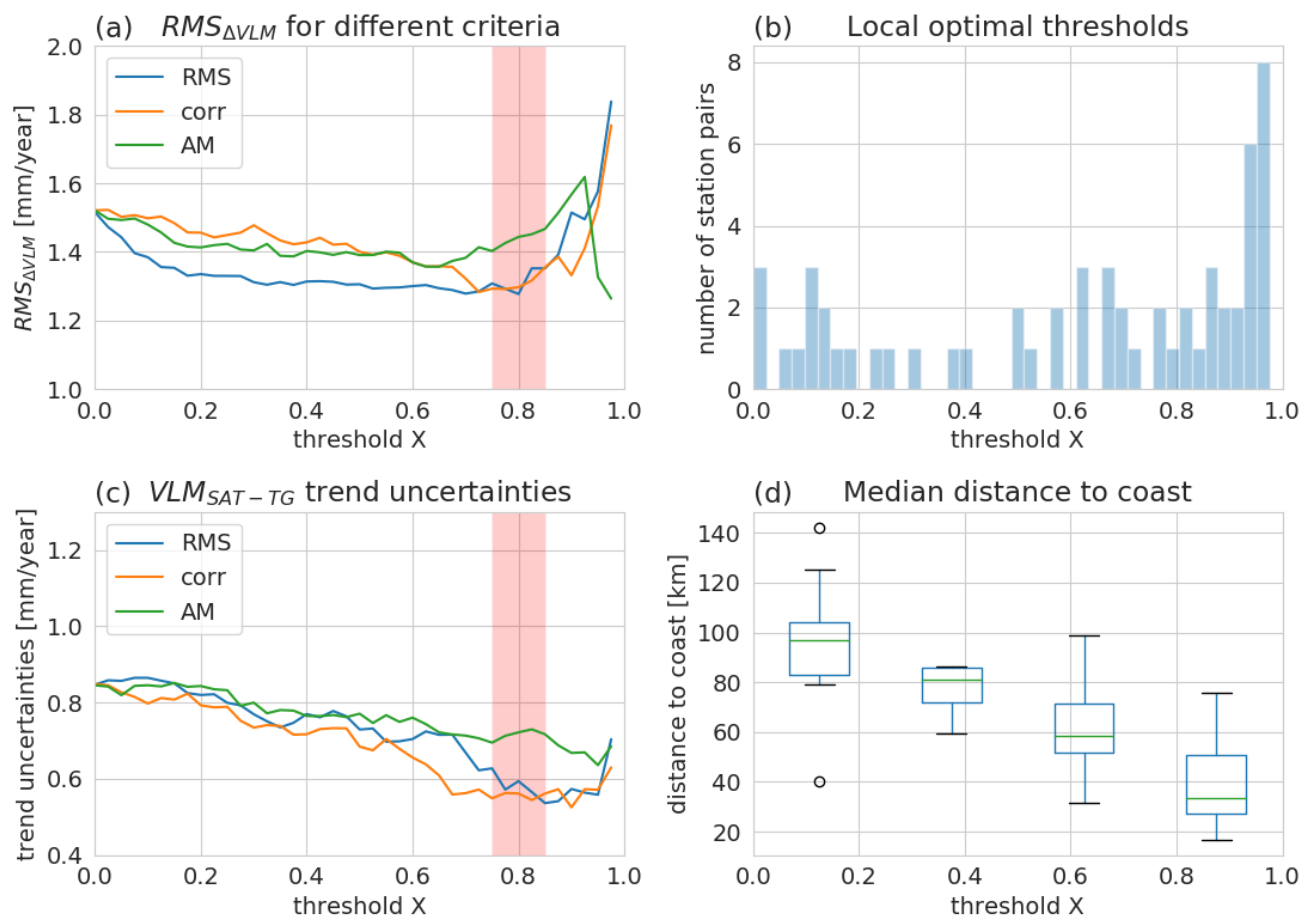 (a) RMS_ΔVLM for different criteria
RMS_ΔVLM [mm/year]
2.0
1.8
1.6
1.4
1.2
1.0
RMS
corr
AM
0.0 0.2 0.4 0.6 0.8 1.0
threshold X
(b) Local optimal thresholds
number of station pairs
8
6
4
2
0
0.0 0.2 0.4 0.6 0.8 1.0
threshold X
(c) VLM_SAT−TG trend uncertainties
trend uncertainties [mm/year]
1.2
1.0
0.8
0.6
0.4
RMS
corr
AM
0.0 0.2 0.4 0.6 0.8 1.0
threshold X
(d) Median distance to coast
distance to coast [km]
140
120
100
80
60
40
20
0.0 0.2 0.4 0.6 0.8 1.0
threshold X